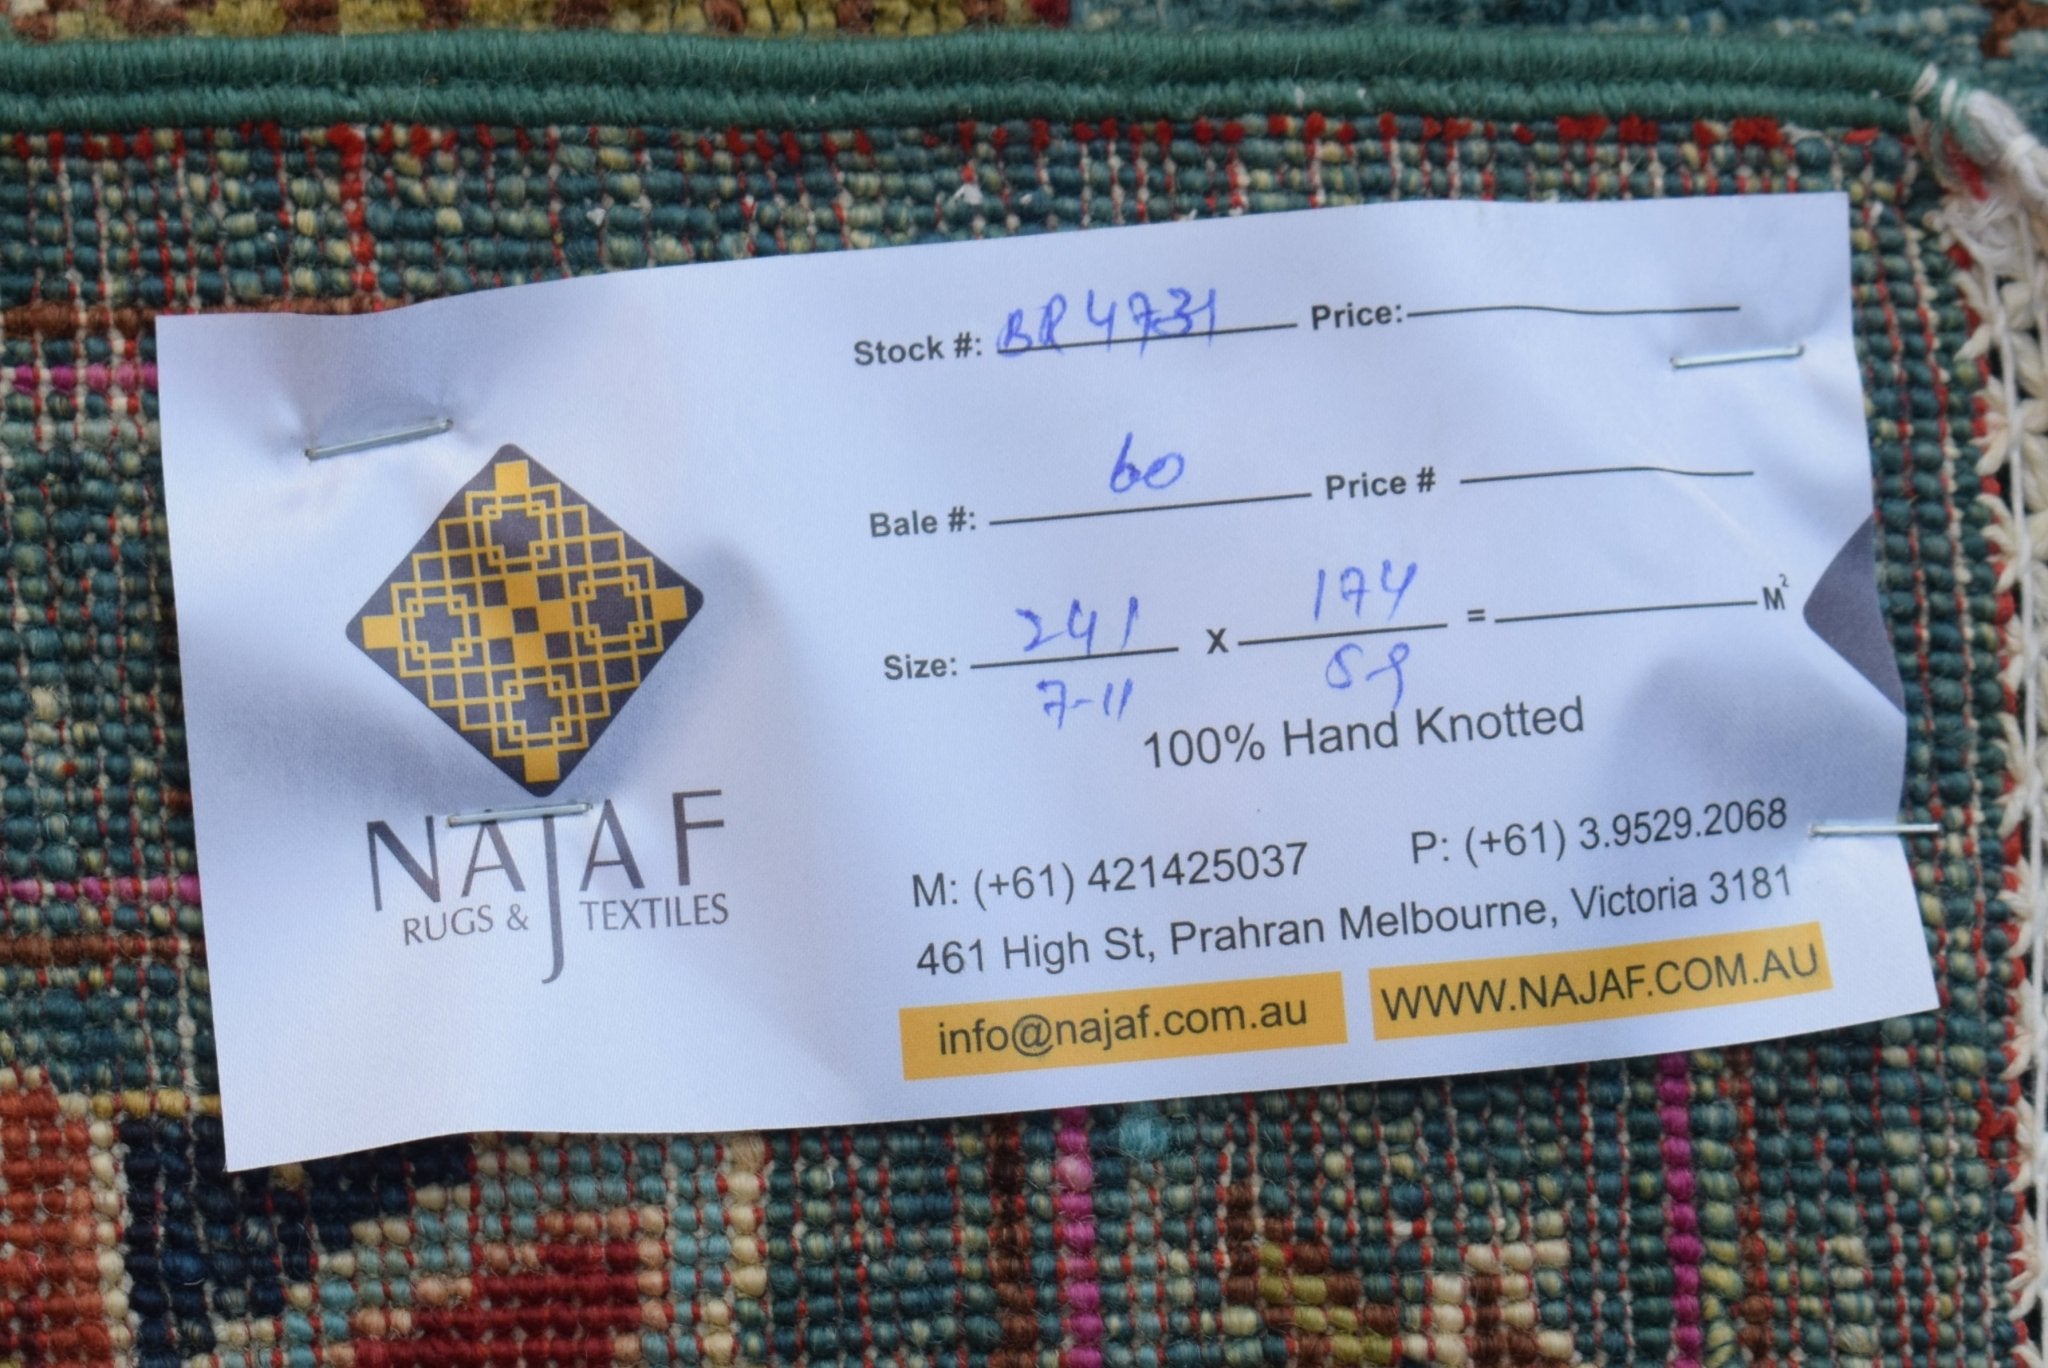 Stock #: BR4731 Price:
Bale #: 60 Price #
Size: 241 x 174 = M²
7-11 5 9
100% Hand Knotted
NAJAF
RUGS & TEXTILES
M: (+61) 421425037 P: (+61) 3.9529.2068
461 High St, Prahran Melbourne, Victoria 3181
info@najaf.com.au WWW.NAJAF.COM.AU